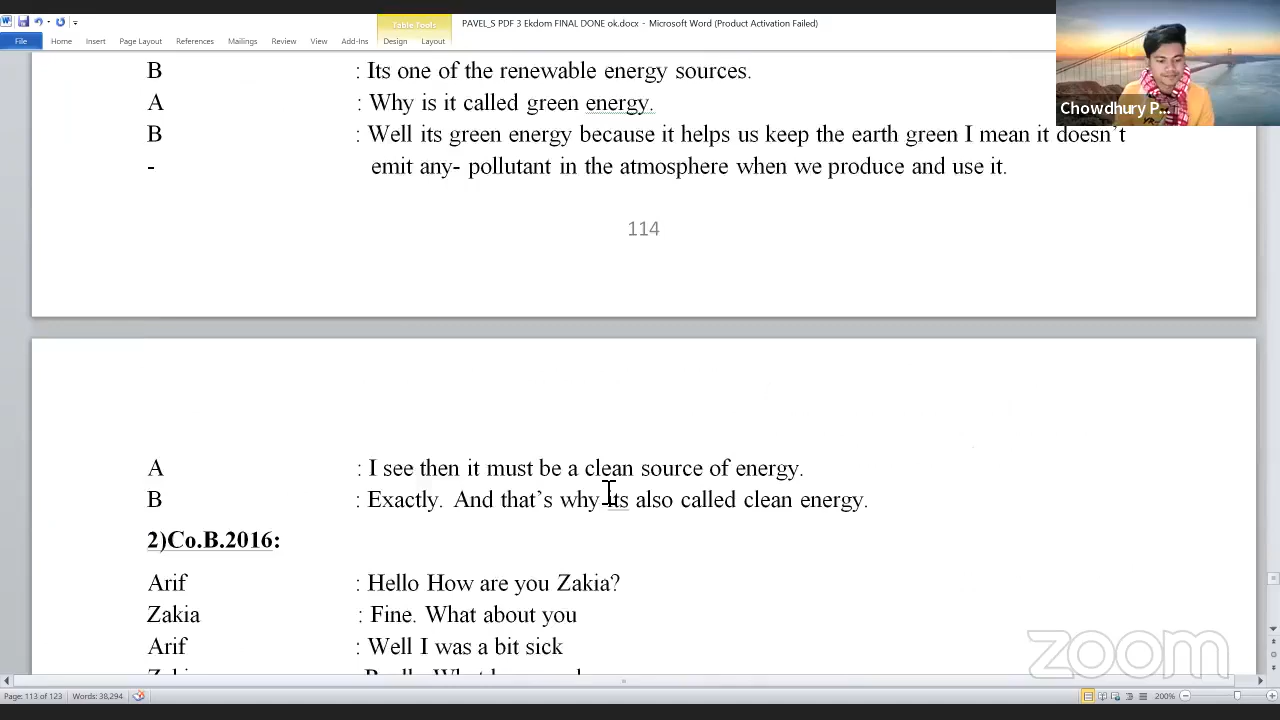 Table Tools
PAVEL_S PDF 3 Ekdom FINAL DONE ok.docx - Microsoft Word (Product Activation Failed)
File Home Insert Page Layout References Mailings Review View Add-Ins Design Layout
B : Its one of the renewable energy sources.
A : Why is it called green energy.
B : Well its green energy because it helps us keep the earth green I mean it doesn't
- emit any- pollutant in the atmosphere when we produce and use it.
Chowdhury P...
114
A : I see then it must be a clean source of energy.
B : Exactly. And that's why its also called clean energy.
2)Co.B.2016:
Arif : Hello How are you Zakia?
Zakia : Fine. What about you
Arif : Well I was a bit sick
zoom
Page: 113 of 123 Words: 38,294 200%